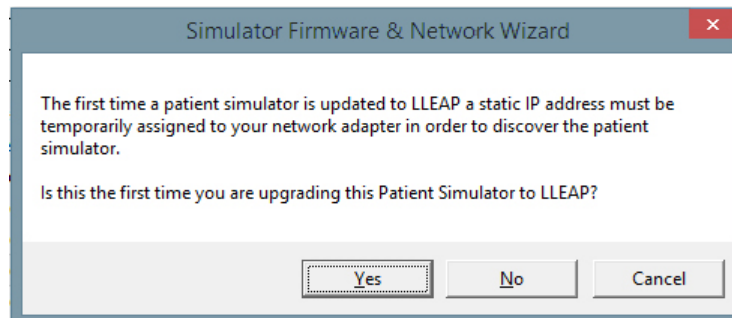 Simulator Firmware & Network Wizard
The first time a patient simulator is updated to LLEAP a static IP address must be
temporarily assigned to your network adapter in order to discover the patient
simulator.
Is this the first time you are upgrading this Patient Simulator to LLEAP?
Yes No Cancel